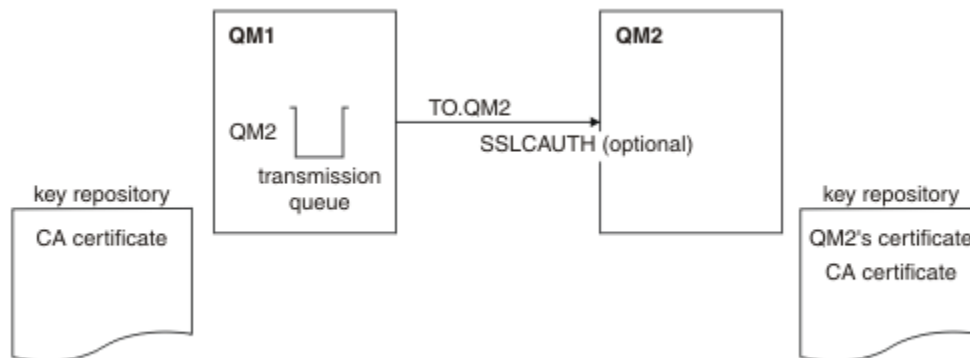 QM1
QM2
TO.QM2
QM2
SSLCAUTH (optional)
transmission
queue
key repository
CA certificate
key repository
QM2's certificate
CA certificate